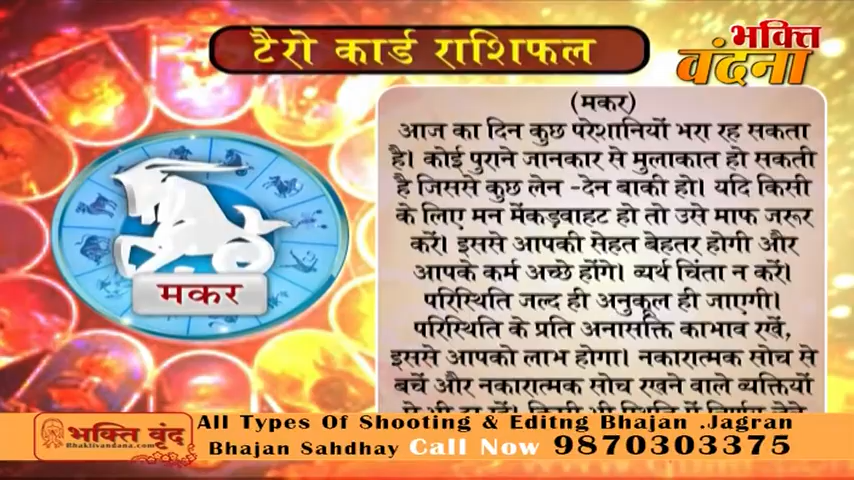 टैरो कार्ड राशिफल
भक्ति
वंदना
(मकर)
आज का दिन कुछ परेशानियों भरा रह सकता
है। कोई पुराने जानकार से मुलाकात हो सकती
है जिससे कुछ लेन -देन बाकी हो। यदि किसी
के लिए मन मेंकड़वाहट हो तो उसे माफ जरूर
करें। इससे आपकी सेहत बेहतर होगी और
आपके कर्म अच्छे होंगे। व्यर्थ चिंता न करें।
परिस्थिति जल्द ही अनुकूल ही जाएगी।
परिस्थिति के प्रति अनासक्ति काभाव रखें,
इससे आपको लाभ होगा। नकारात्मक सोच से
बचें और नकारात्मक सोच रखने वाले व्यक्तियों
मकर
भक्ति वृंद
Bhaktivandana.com
All Types Of Shooting & Editng Bhajan .Jagran
Bhajan Sahdhay Call Now 9870303375